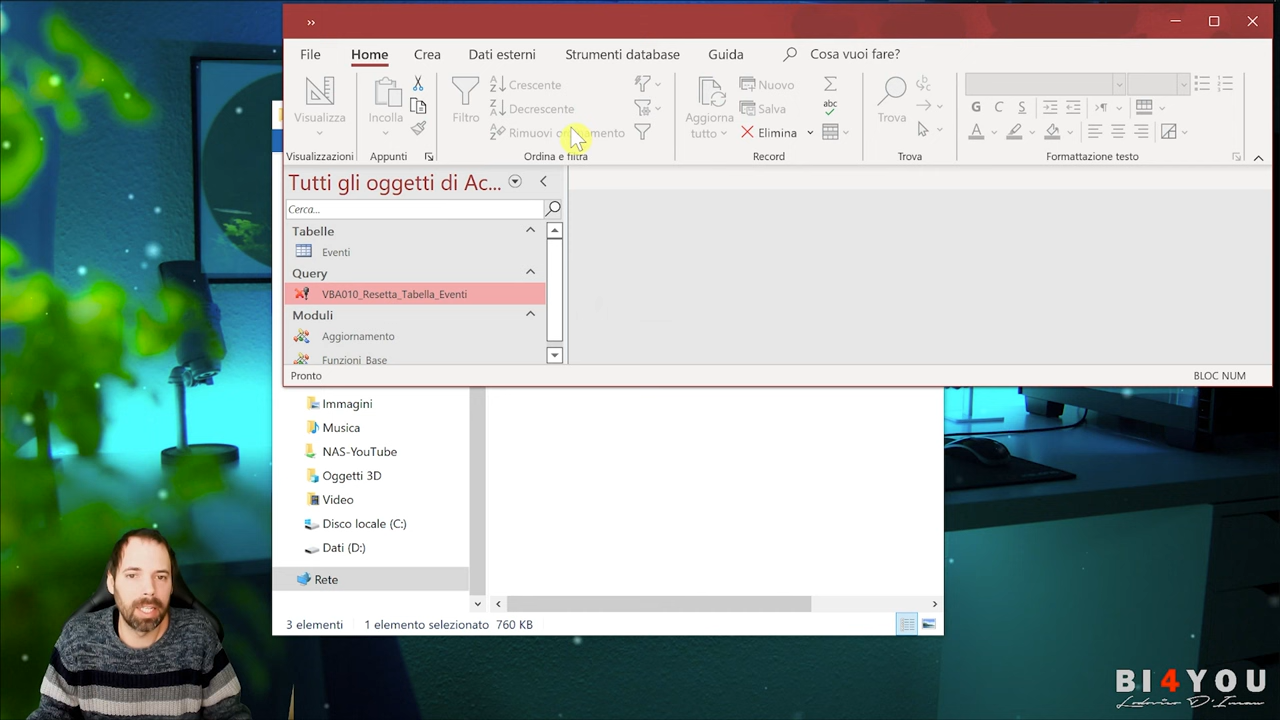 ››
File Home Crea Dati esterni Strumenti database Guida Cosa vuoi fare?
Visualizza
Incolla
Filtro
Crescente
Decrescente
Rimuovi
Aggiorna
tutto
Nuovo
Salva
Elimina
Trova
G C S
Visualizzazioni Appunti Ordina e filtra Record Trova Formattazione testo
Tutti gli oggetti di Ac...
Cerca...
Tabelle
Eventi
Query
VBA010_Resetta_Tabella_Eventi
Moduli
Aggiornamento
Funzioni_Base
Pronto BLOC NUM
Immagini
Musica
NAS-YouTube
Oggetti 3D
Video
Disco locale (C:)
Dati (D:)
Rete
3 elementi 1 elemento selezionato 760 KB
BI4YOU